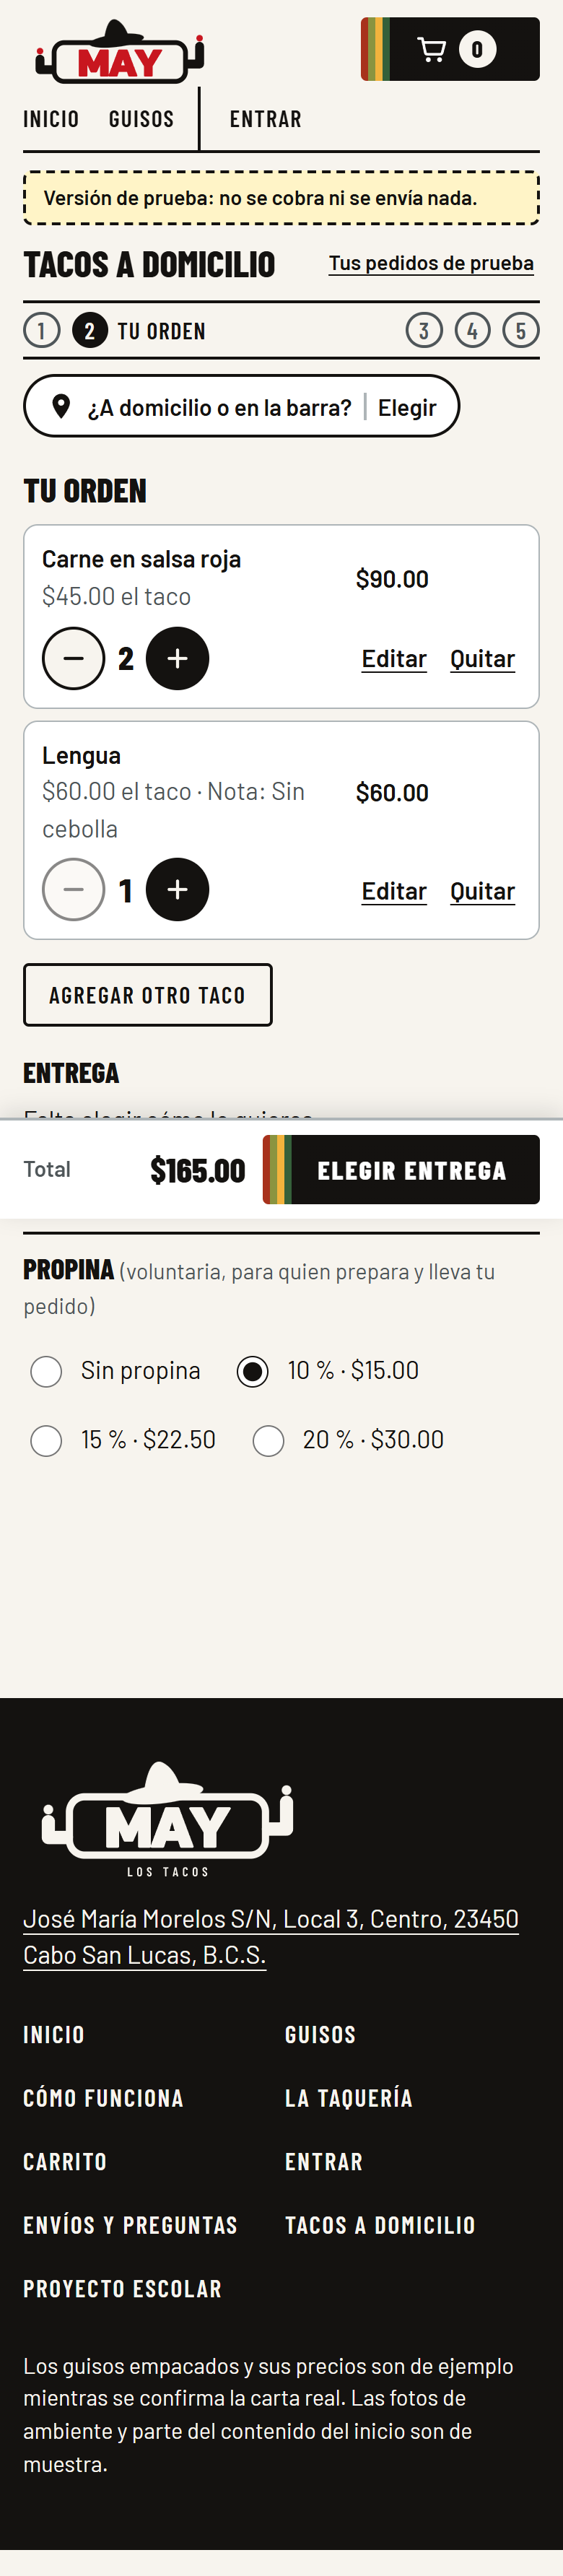 MAY
0
INICIO GUISOS ENTRAR
Versión de prueba: no se cobra ni se envía nada.
TACOS A DOMICILIO Tus pedidos de prueba
1 2 TU ORDEN 3 4 5
¿A domicilio o en la barra? Elegir
TU ORDEN
Carne en salsa roja
$45.00 el taco
$90.00
2
Editar Quitar
Lengua
$60.00 el taco · Nota: Sin
cebolla
$60.00
1
Editar Quitar
AGREGAR OTRO TACO
ENTREGA
Falta elegir cómo lo quieres
Total $165.00 ELEGIR ENTREGA
PROPINA (voluntaria, para quien prepara y lleva tu
pedido)
Sin propina 10 % · $15.00
15 % · $22.50 20 % · $30.00
MAY
LOS TACOS
José María Morelos S/N, Local 3, Centro, 23450
Cabo San Lucas, B.C.S.
INICIO GUISOS
CÓMO FUNCIONA LA TAQUERÍA
CARRITO ENTRAR
ENVÍOS Y PREGUNTAS TACOS A DOMICILIO
PROYECTO ESCOLAR
Los guisos empacados y sus precios son de ejemplo
mientras se confirma la carta real. Las fotos de
ambiente y parte del contenido del inicio son de
muestra.